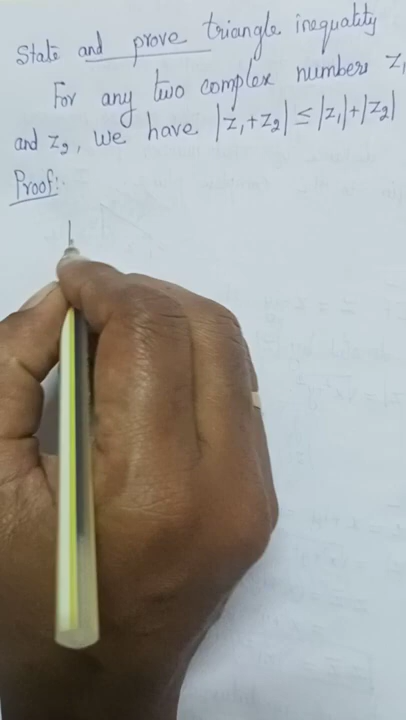 State and prove triangle inequality
For any two complex numbers z₁
and z₂, we have |z₁+z₂| ≤ |z₁|+|z₂|
Proof:-